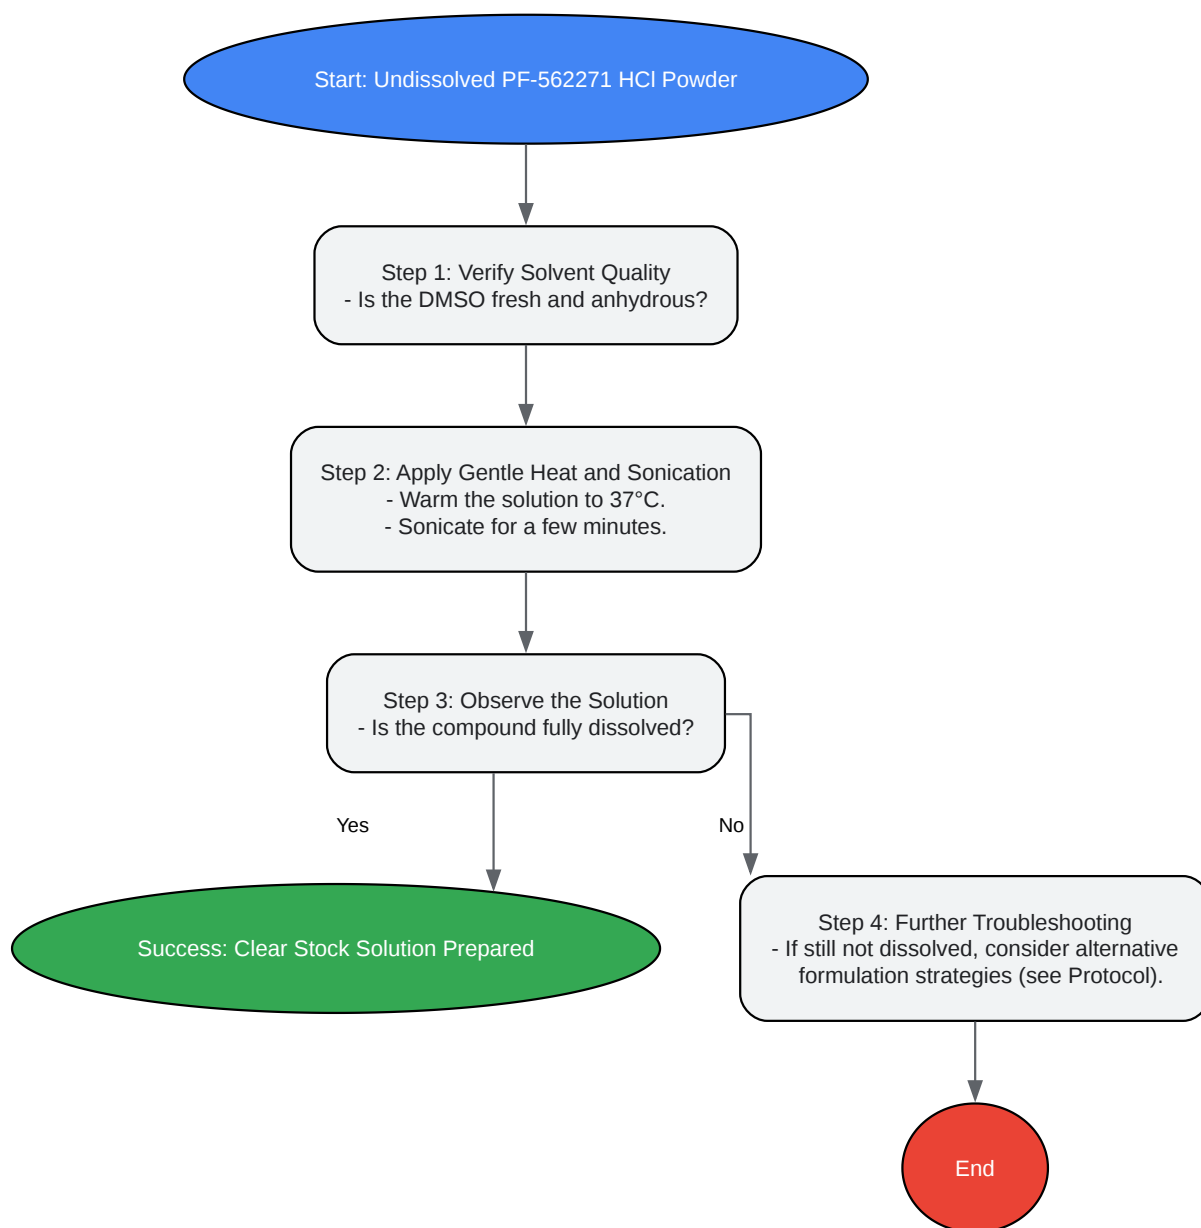 Start: Undissolved PF-562271 HCl Powder
Step 1: Verify Solvent Quality
- Is the DMSO fresh and anhydrous?
Step 2: Apply Gentle Heat and Sonication
- Warm the solution to 37°C.
- Sonicate for a few minutes.
Step 3: Observe the Solution
- Is the compound fully dissolved?
Yes
No
Success: Clear Stock Solution Prepared
Step 4: Further Troubleshooting
- If still not dissolved, consider alternative
formulation strategies (see Protocol).
End